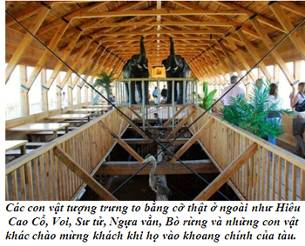 Các con vật tượng trưng to bằng cỡ thật ở ngoài như Hiêu
Cao Cổ, Voi, Sư tử, Ngựa vằn, Bò rừng và những con vật
khác chào mừng khách khi họ vào khoang chính của tàu.